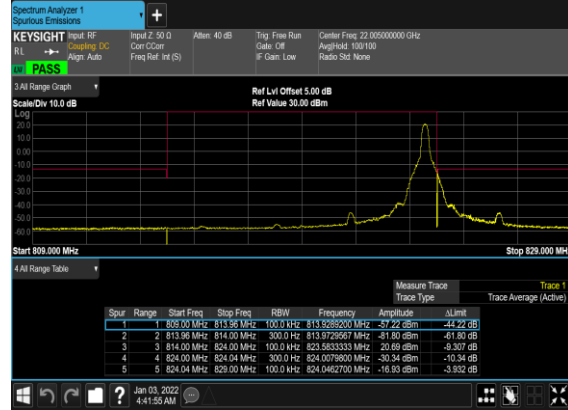 Spectrum Analyzer 1
Spurious Emissions
+
KEYSIGHT Input: RF Input Z: 50 Ω Atten: 40 dB Trig: Free Run Center Freq: 22.005000000 GHz
RL Coupling: DC Corr CCorr Gate: Off Avg|Hold: 100/100
Align: Auto Freq Ref: Int (S) IF Gain: Low Radio Std: None
PASS
3 All Range Graph
Ref Lvl Offset 5.00 dB
Scale/Div 10.0 dB Ref Value 30.00 dBm
Log
20.0
10.0
0.00
-10.0
-20.0
-30.0
-40.0
-50.0
-60.0
Start 809.000 MHz Stop 829.000 MH
4 All Range Table
Measure Trace Trace 1
Trace Type Trace Average (Active)
Spur Range Start Freq Stop Freq RBW Frequency Amplitude ΔLimit
1 1 809.00 MHz 813.96 MHz 100.0 kHz 813.9289200 MHz -57.22 dBm -44.22 dB
2 2 813.96 MHz 814.00 MHz 300.0 Hz 813.9729567 MHz -81.80 dBm -61.80 dB
3 3 814.00 MHz 824.00 MHz 100.0 kHz 823.5833333 MHz 20.69 dBm -9.307 dB
4 4 824.00 MHz 824.04 MHz 300.0 Hz 824.0079800 MHz -30.34 dBm -10.34 dB
5 5 824.04 MHz 829.00 MHz 100.0 kHz 824.0462700 MHz -16.93 dBm -3.932 dB
? Jan 03, 2022
4:41:55 AM